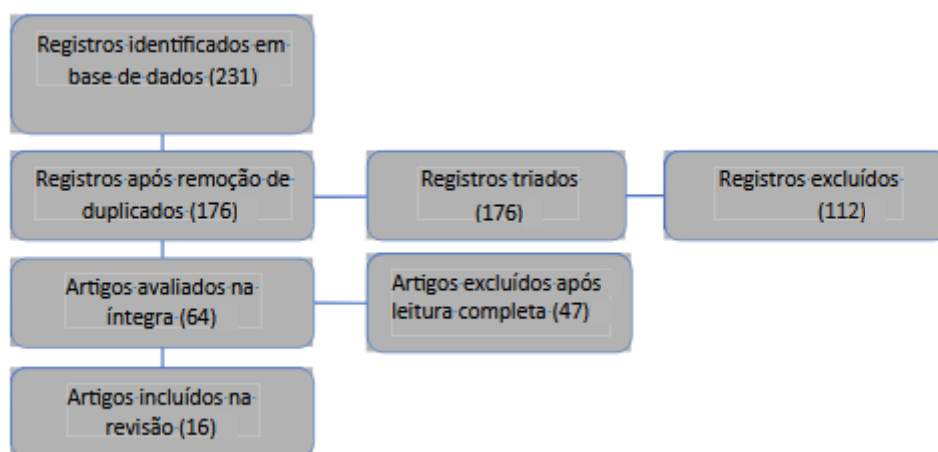 Registros identificados em
base de dados (231)
Registros após remoção de
duplicados (176)
Registros triados
(176)
Registros excluídos
(112)
Artigos avaliados na
íntegra (64)
Artigos excluídos após
leitura completa (47)
Artigos incluídos na
revisão (16)